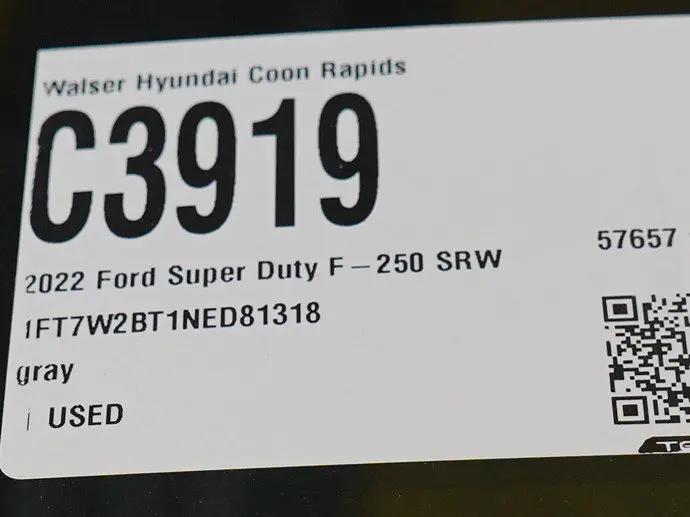 Walser Hyundai Coon Rapids
C3919
2022 Ford Super Duty F-250 SRW
57657
1FT7W2BT1NED81318
gray
USED